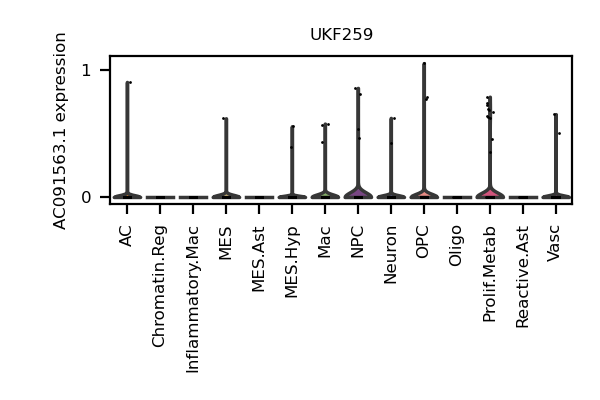 UKF259
AC091563.1 expression
1
0
AC
Chromatin.Reg
Inflammatory.Mac
MES
MES.Ast
MES.Hyp
Mac
NPC
Neuron
OPC
Oligo
Prolif.Metab
Reactive.Ast
Vasc